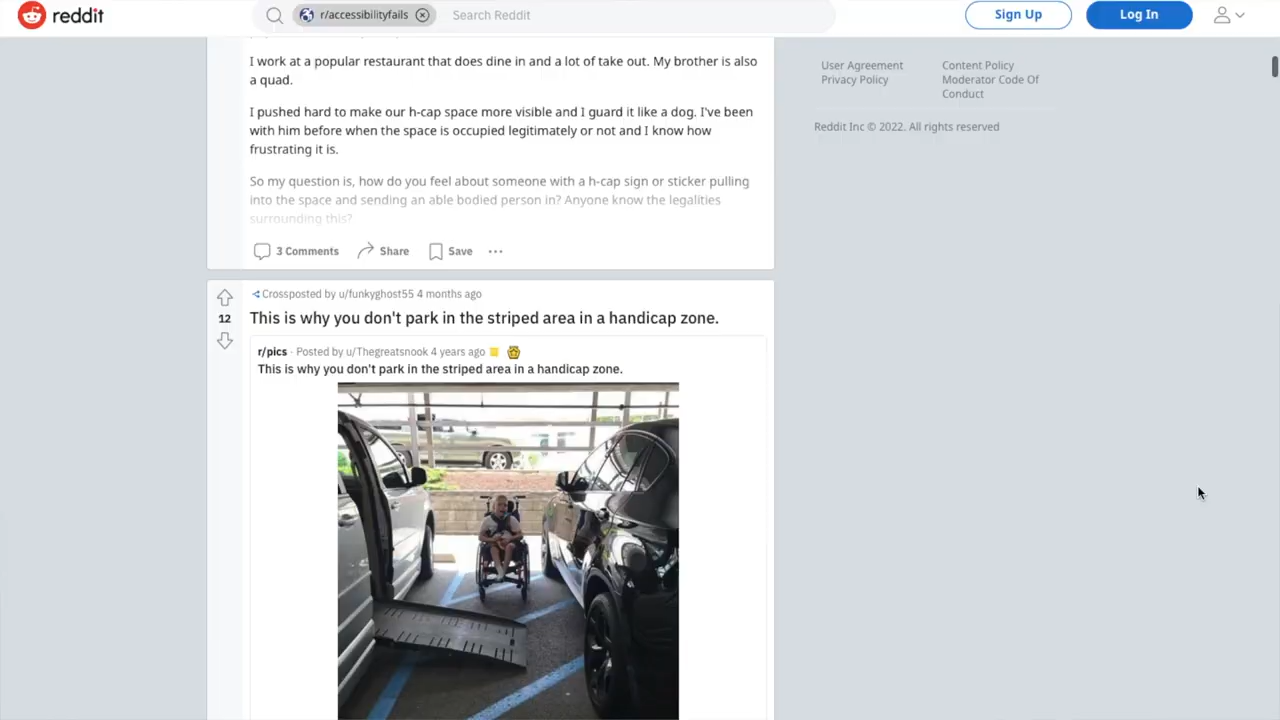 reddit
r/accessibilityfails
Search Reddit
Sign Up
Log In
I work at a popular restaurant that does dine in and a lot of take out. My brother is also
a quad.
I pushed hard to make our h-cap space more visible and I guard it like a dog. I've been
with him before when the space is occupied legitimately or not and I know how
frustrating it is.
So my question is, how do you feel about someone with a h-cap sign or sticker pulling
into the space and sending an able bodied person in? Anyone know the legalities
surrounding this?
3 Comments
Share
Save
User Agreement
Privacy Policy
Content Policy
Moderator Code Of
Conduct
Reddit Inc © 2022. All rights reserved
Crossposted by u/funkyghost55 4 months ago
12
This is why you don't park in the striped area in a handicap zone.
r/pics · Posted by u/Thegreatsnook 4 years ago
This is why you don't park in the striped area in a handicap zone.